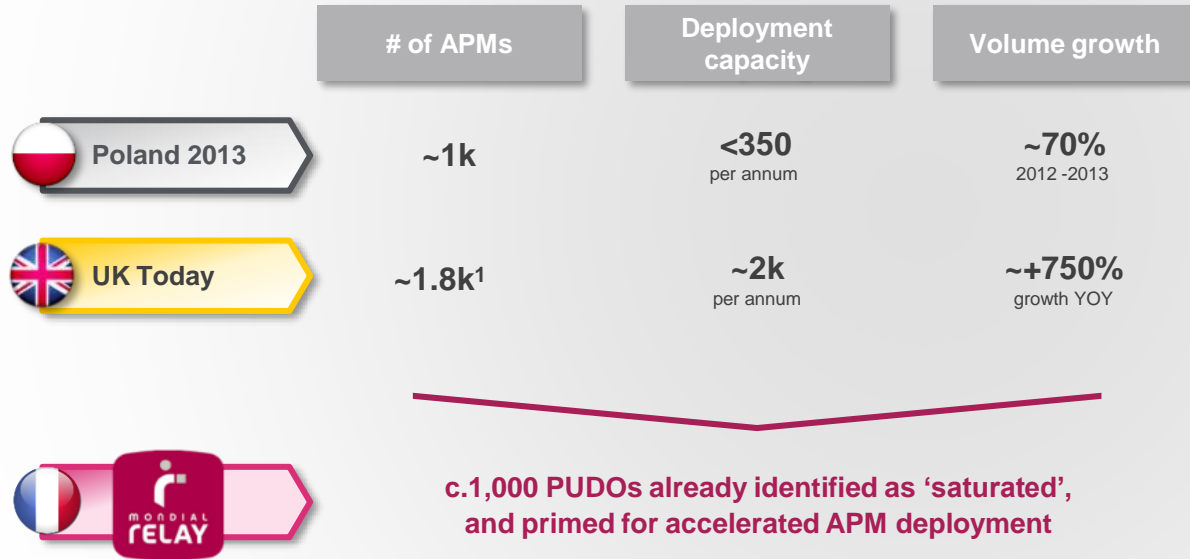 # of APMs
Deployment
capacity
Volume growth
Poland 2013
~1k
<350
per annum
~70%
2012 -2013
UK Today
~1.8k¹
~2k
per annum
~+750%
growth YOY
MONDIAL
rELAY
c.1,000 PUDOs already identified as ‘saturated’,
and primed for accelerated APM deployment